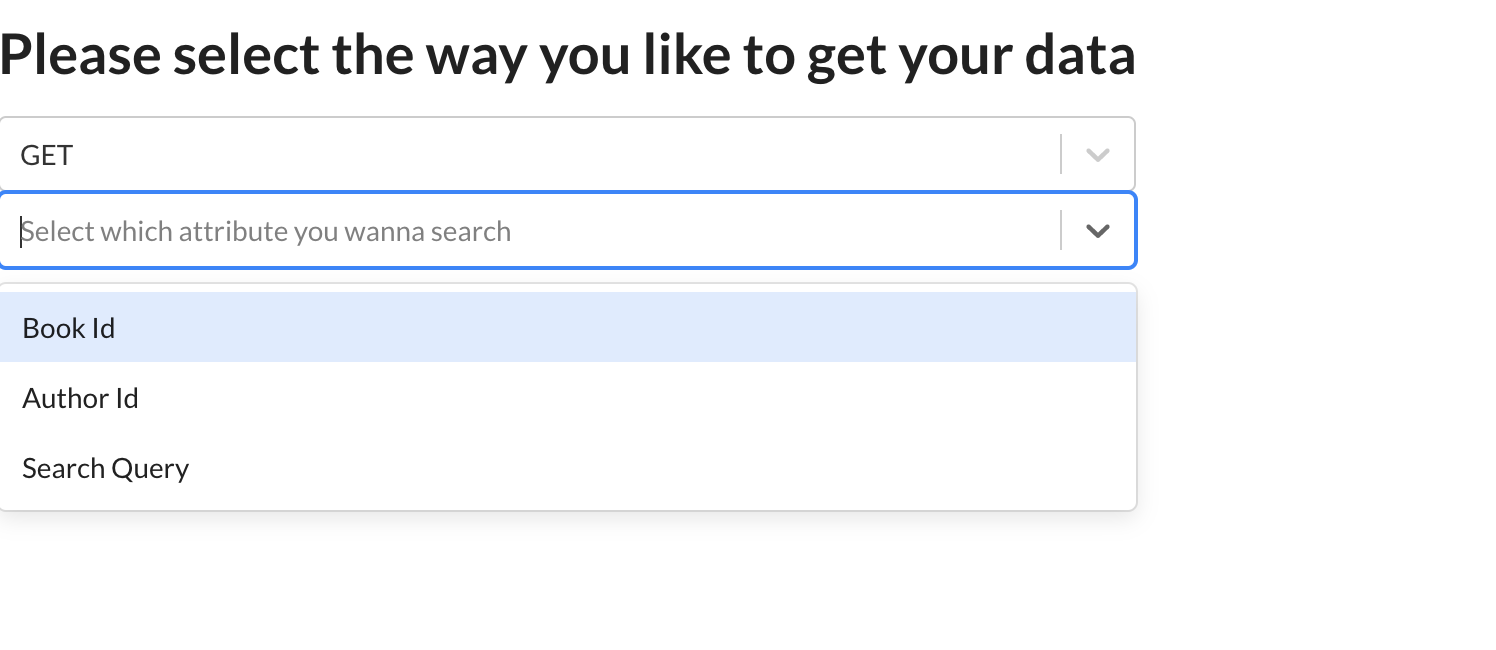 Please select the way you like to get your data
GET
Select which attribute you wanna search
Book Id
Author Id
Search Query